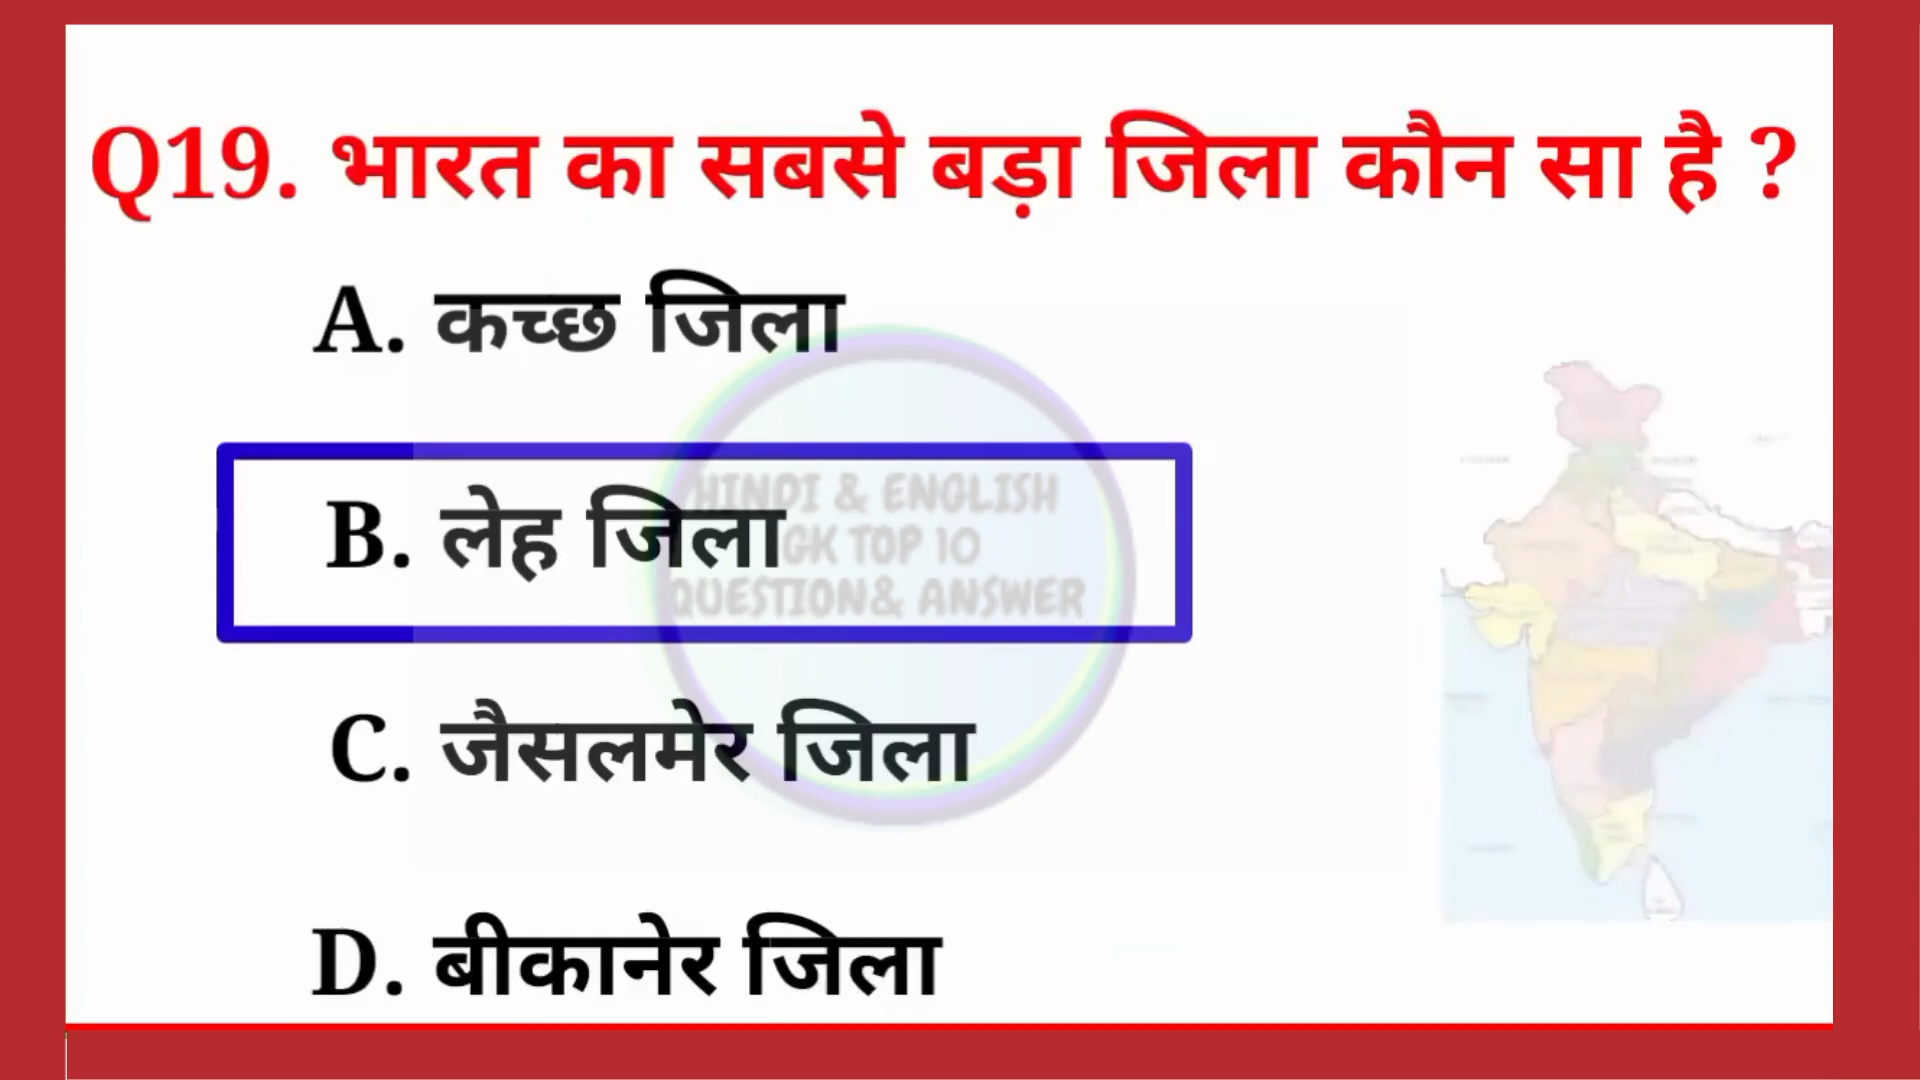 Q19. भारत का सबसे बड़ा जिला कौन सा है ?
A. कच्छ जिला
B. लेह जिला
HINDI & ENGLISH
GK TOP 10
QUESTION& ANSWER
C. जैसलमेर जिला
D. बीकानेर जिला